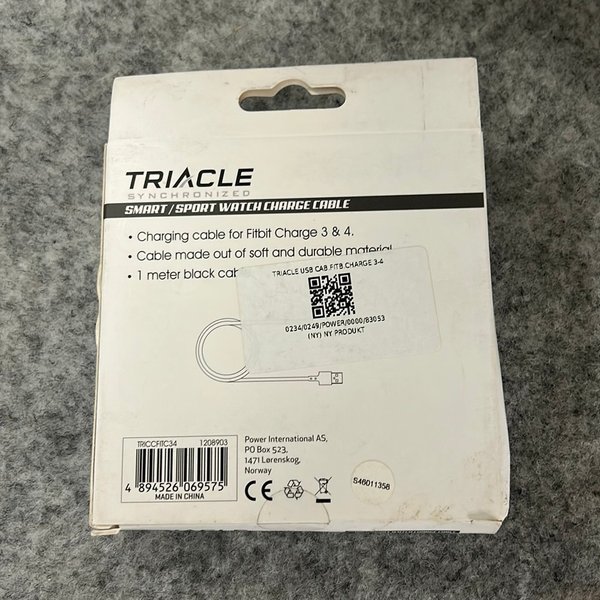 TRIACLE
SYNCHRONIZED
SMART / SPORT WATCH CHARGE CABLE
• Charging cable for Fitbit Charge 3 & 4.
• Cable made out of soft and durable material
• 1 meter black cab
TRIACLE USB CAB FITB CHARGE 3-4
0234/0249/POWER/0000/83053
(NY) NY PRODUKT
TRICCFITC34 1208903
4 894526 069575
MADE IN CHINA
Power International AS,
PO Box 523,
1471 Lørenskog,
Norway
CE
S46011358